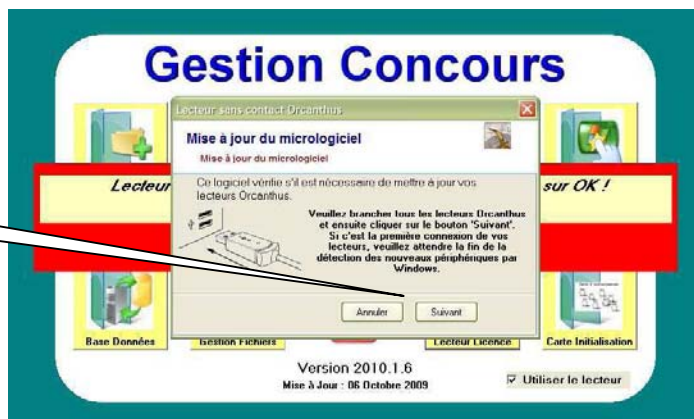 Gestion Concours
Lecteur sans contact Orcanthus
Mise à jour du micrologiciel
Mise à jour du micrologiciel
Lecteur
sur OK !
Ce logiciel vérifie s'il est nécessaire de mettre à jour vos
lecteurs Orcanthus.
Veuillez brancher tous les lecteurs Orcanthus
et ensuite cliquer sur le bouton 'Suivant'.
Si c'est la première connexion de vos
lecteurs, veuillez attendre la fin de la
détection des nouveaux périphériques par
Windows.
Annuler
Suivant
Base Données
Gestion Fichiers
Lecteur Licence
Carte Initialisation
Version 2010.1.6
Mise à Jour : 06 Octobre 2009
Utiliser le lecteur